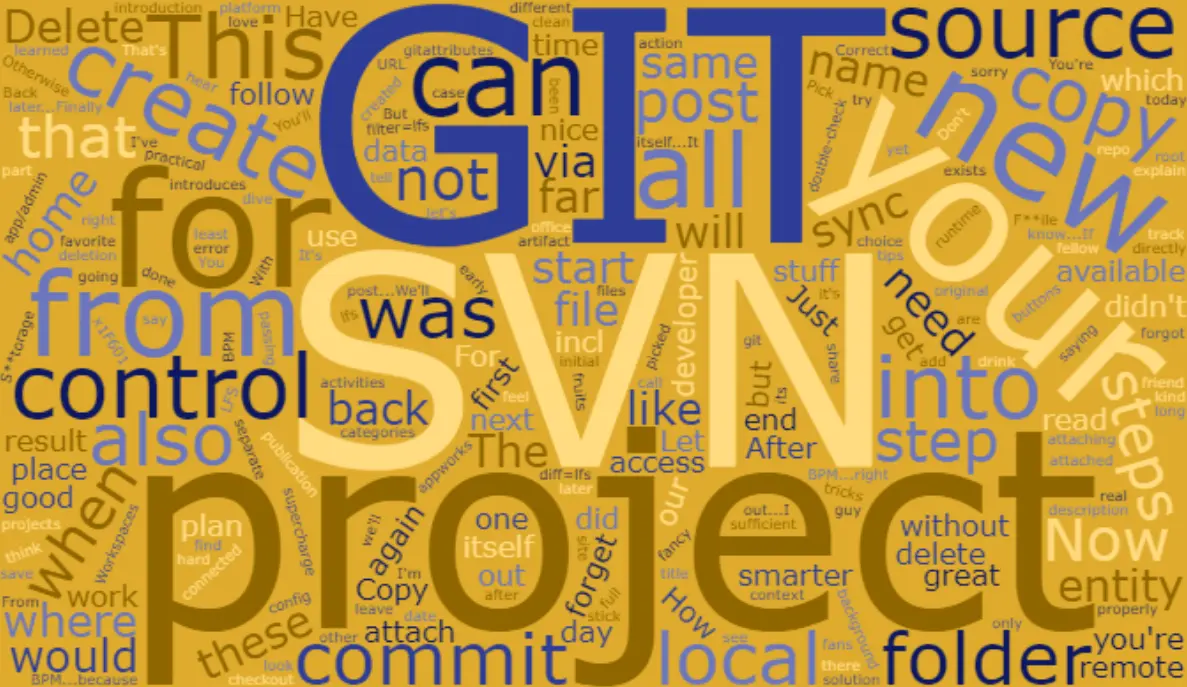 GIT
SVN
project
your
new
for
from
This
create
can
source
all
control
into
folder
local
commit
was
not
Now
copy
post
same
also
that
when
name
sync
need
step
steps
where
would
these
home
Delete
Have
introduction
platform
love
different
clean
time
gitattributes
URL
created
case
been
But
filter=lfs
data
tell
let's
nice
via
far
office
artifact
action
itself...It
will
developer
start
file
files
incl
initial
stuff
Just
share
it's
like
call
picked
git
but
its
end
After
access
Let
our
The
next
feel
first
For
early
post...We'll
lfs
back
activities
categories
result
place
good
projects
think
save
From
work
Workspaces
plan
find
hard
connected
publication
separate
supercharge
LFS
BPM
passing
With
error
least
You
It's
use
dive
introduces
practical
I've
You'll
hear
follow
That's
learned
Otherwise
Back
later...Finally
part
app/admin
right
favorite
deletion
going
done
say
x1F601
S**torage
BPM...because
config
look
checkout
other
leave
date
attach
Copy
I'm
again
we'll
appworks
one
itself
out
after
diff=lfs
later
did
site
forget
full
stick
day
fancy
title
How
see
smarter
context
out...I
sufficient
guy
tricks
BPM...right
without
delete
great
background
fans
there
solution
only
entity
properly
you're
remote
description
real
attached
attaching
read
long
kind
friend
saying
drink
add
are
get
original
buttons
available
didn't
forgot
directly
track
fellow
know...If
F**ile
runtime
tips
choice
exists
yet
double-check
try
Pick
Correct
sorry
You're
Don't
which
today
repo
root
explain